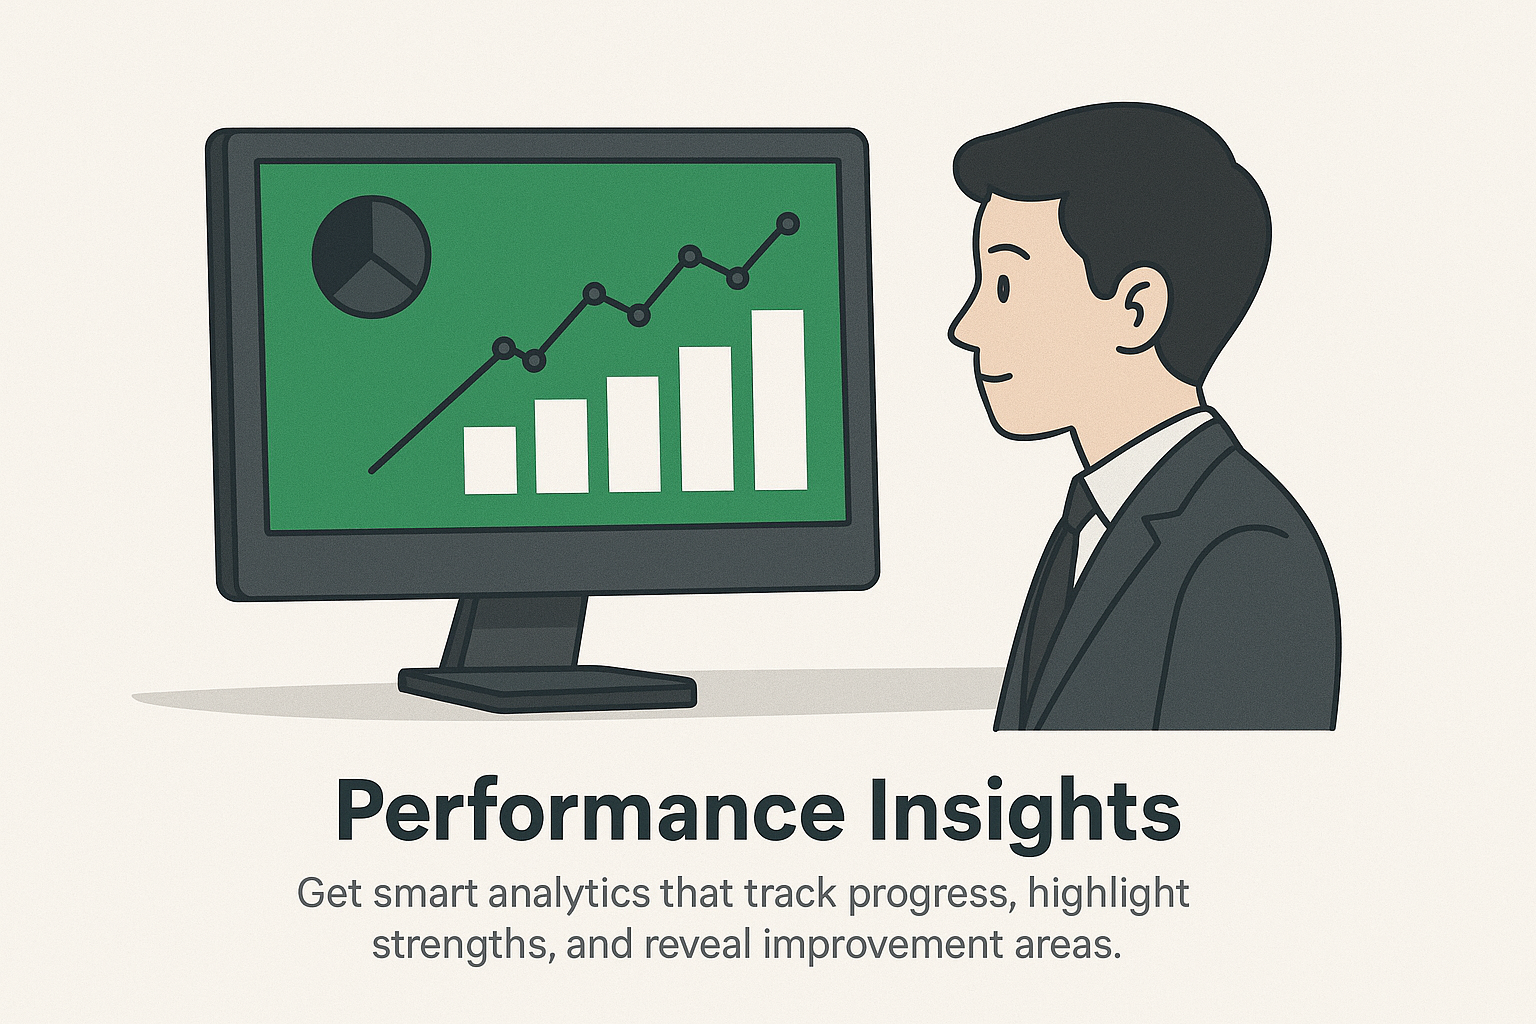 Performance Insights
Get smart analytics that track progress, highlight
strengths, and reveal improvement areas.